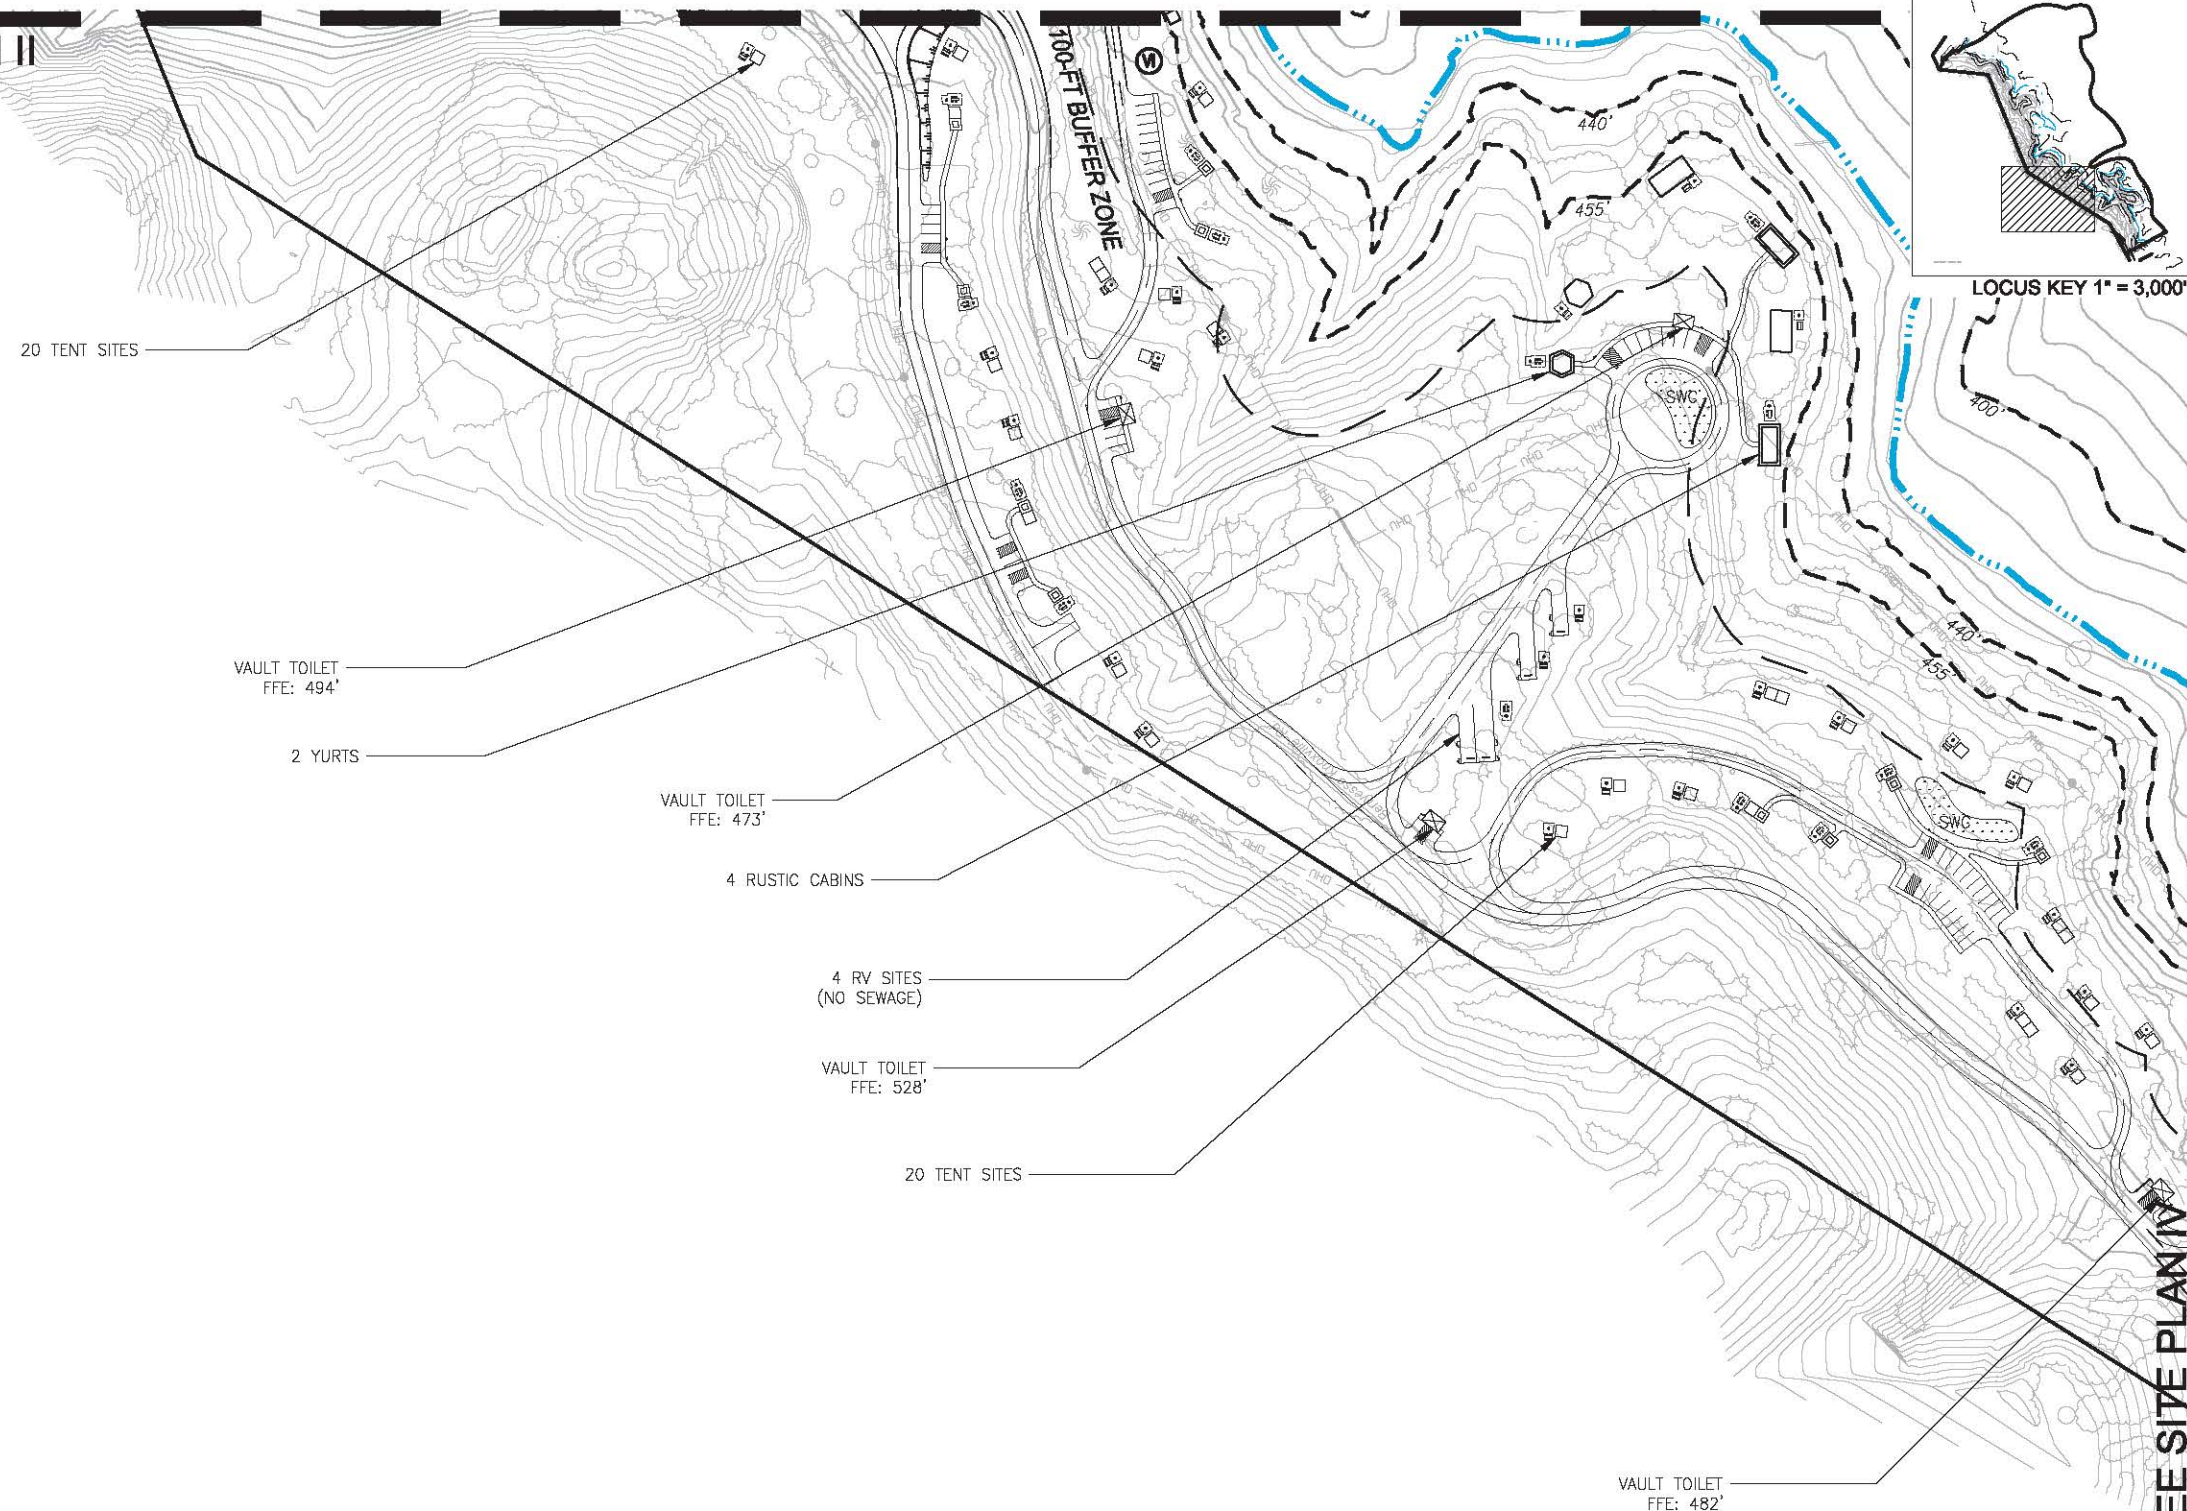 II
100-FT BUFFER ZONE
440'
455'
LOCUS KEY 1" = 3,000'
20 TENT SITES
SWC
400'
VAULT TOILET
FFE: 494'
440'
455'
2 YURTS
VAULT TOILET
FFE: 473'
SWC
4 RUSTIC CABINS
4 RV SITES
(NO SEWAGE)
VAULT TOILET
FFE: 528'
20 TENT SITES
EE SITE PLAN IV
VAULT TOILET
FFE: 482'